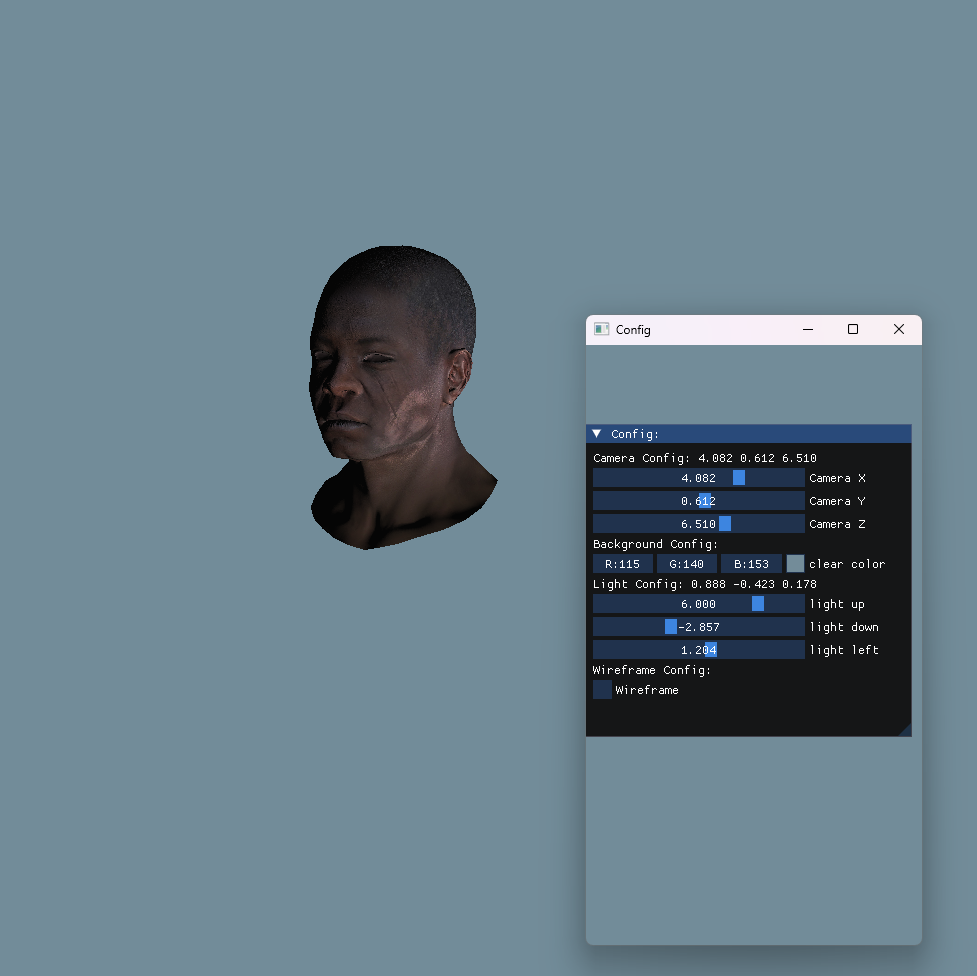 Config
Config:
Camera Config: 4.082 0.612 6.510
4.082 Camera X
0.612 Camera Y
6.510 Camera Z
Background Config:
R:115 G:140 B:153 clear color
Light Config: 0.888 -0.423 0.178
6.000 light up
-2.857 light down
1.204 light left
Wireframe Config:
Wireframe